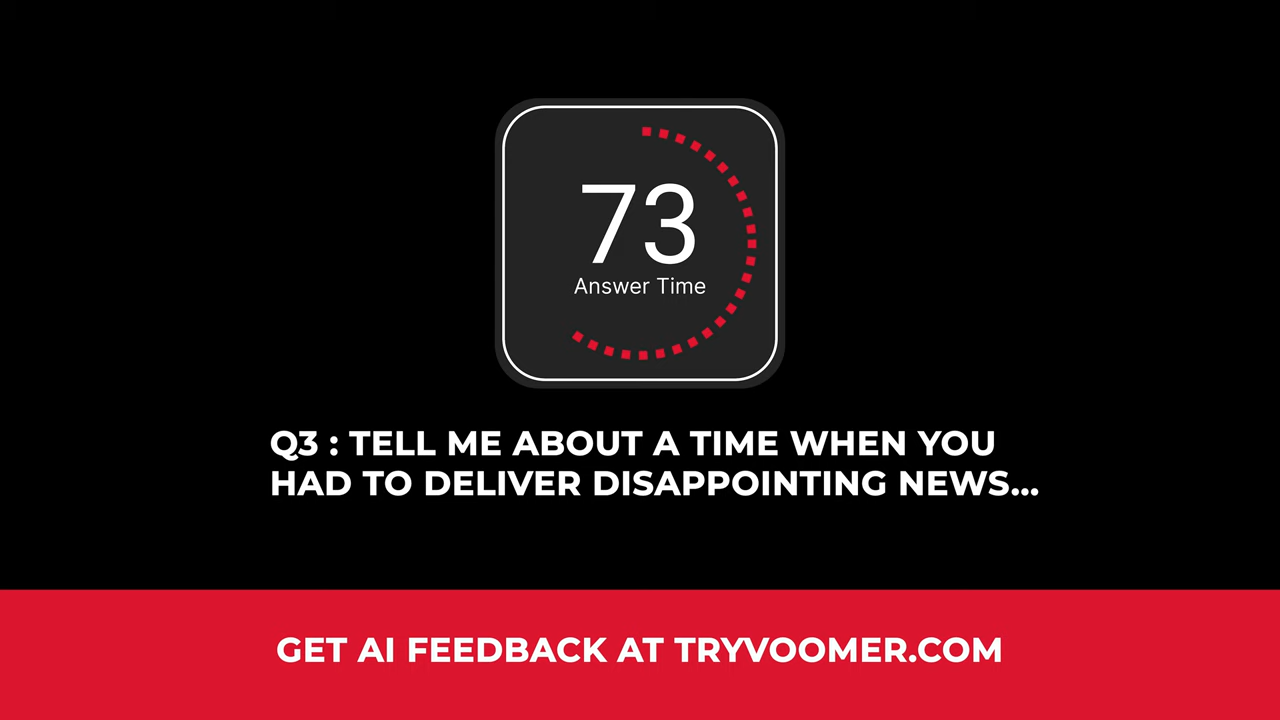 73
Answer Time
Q3 : TELL ME ABOUT A TIME WHEN YOU
HAD TO DELIVER DISAPPOINTING NEWS...
GET AI FEEDBACK AT TRYVOOMER.COM